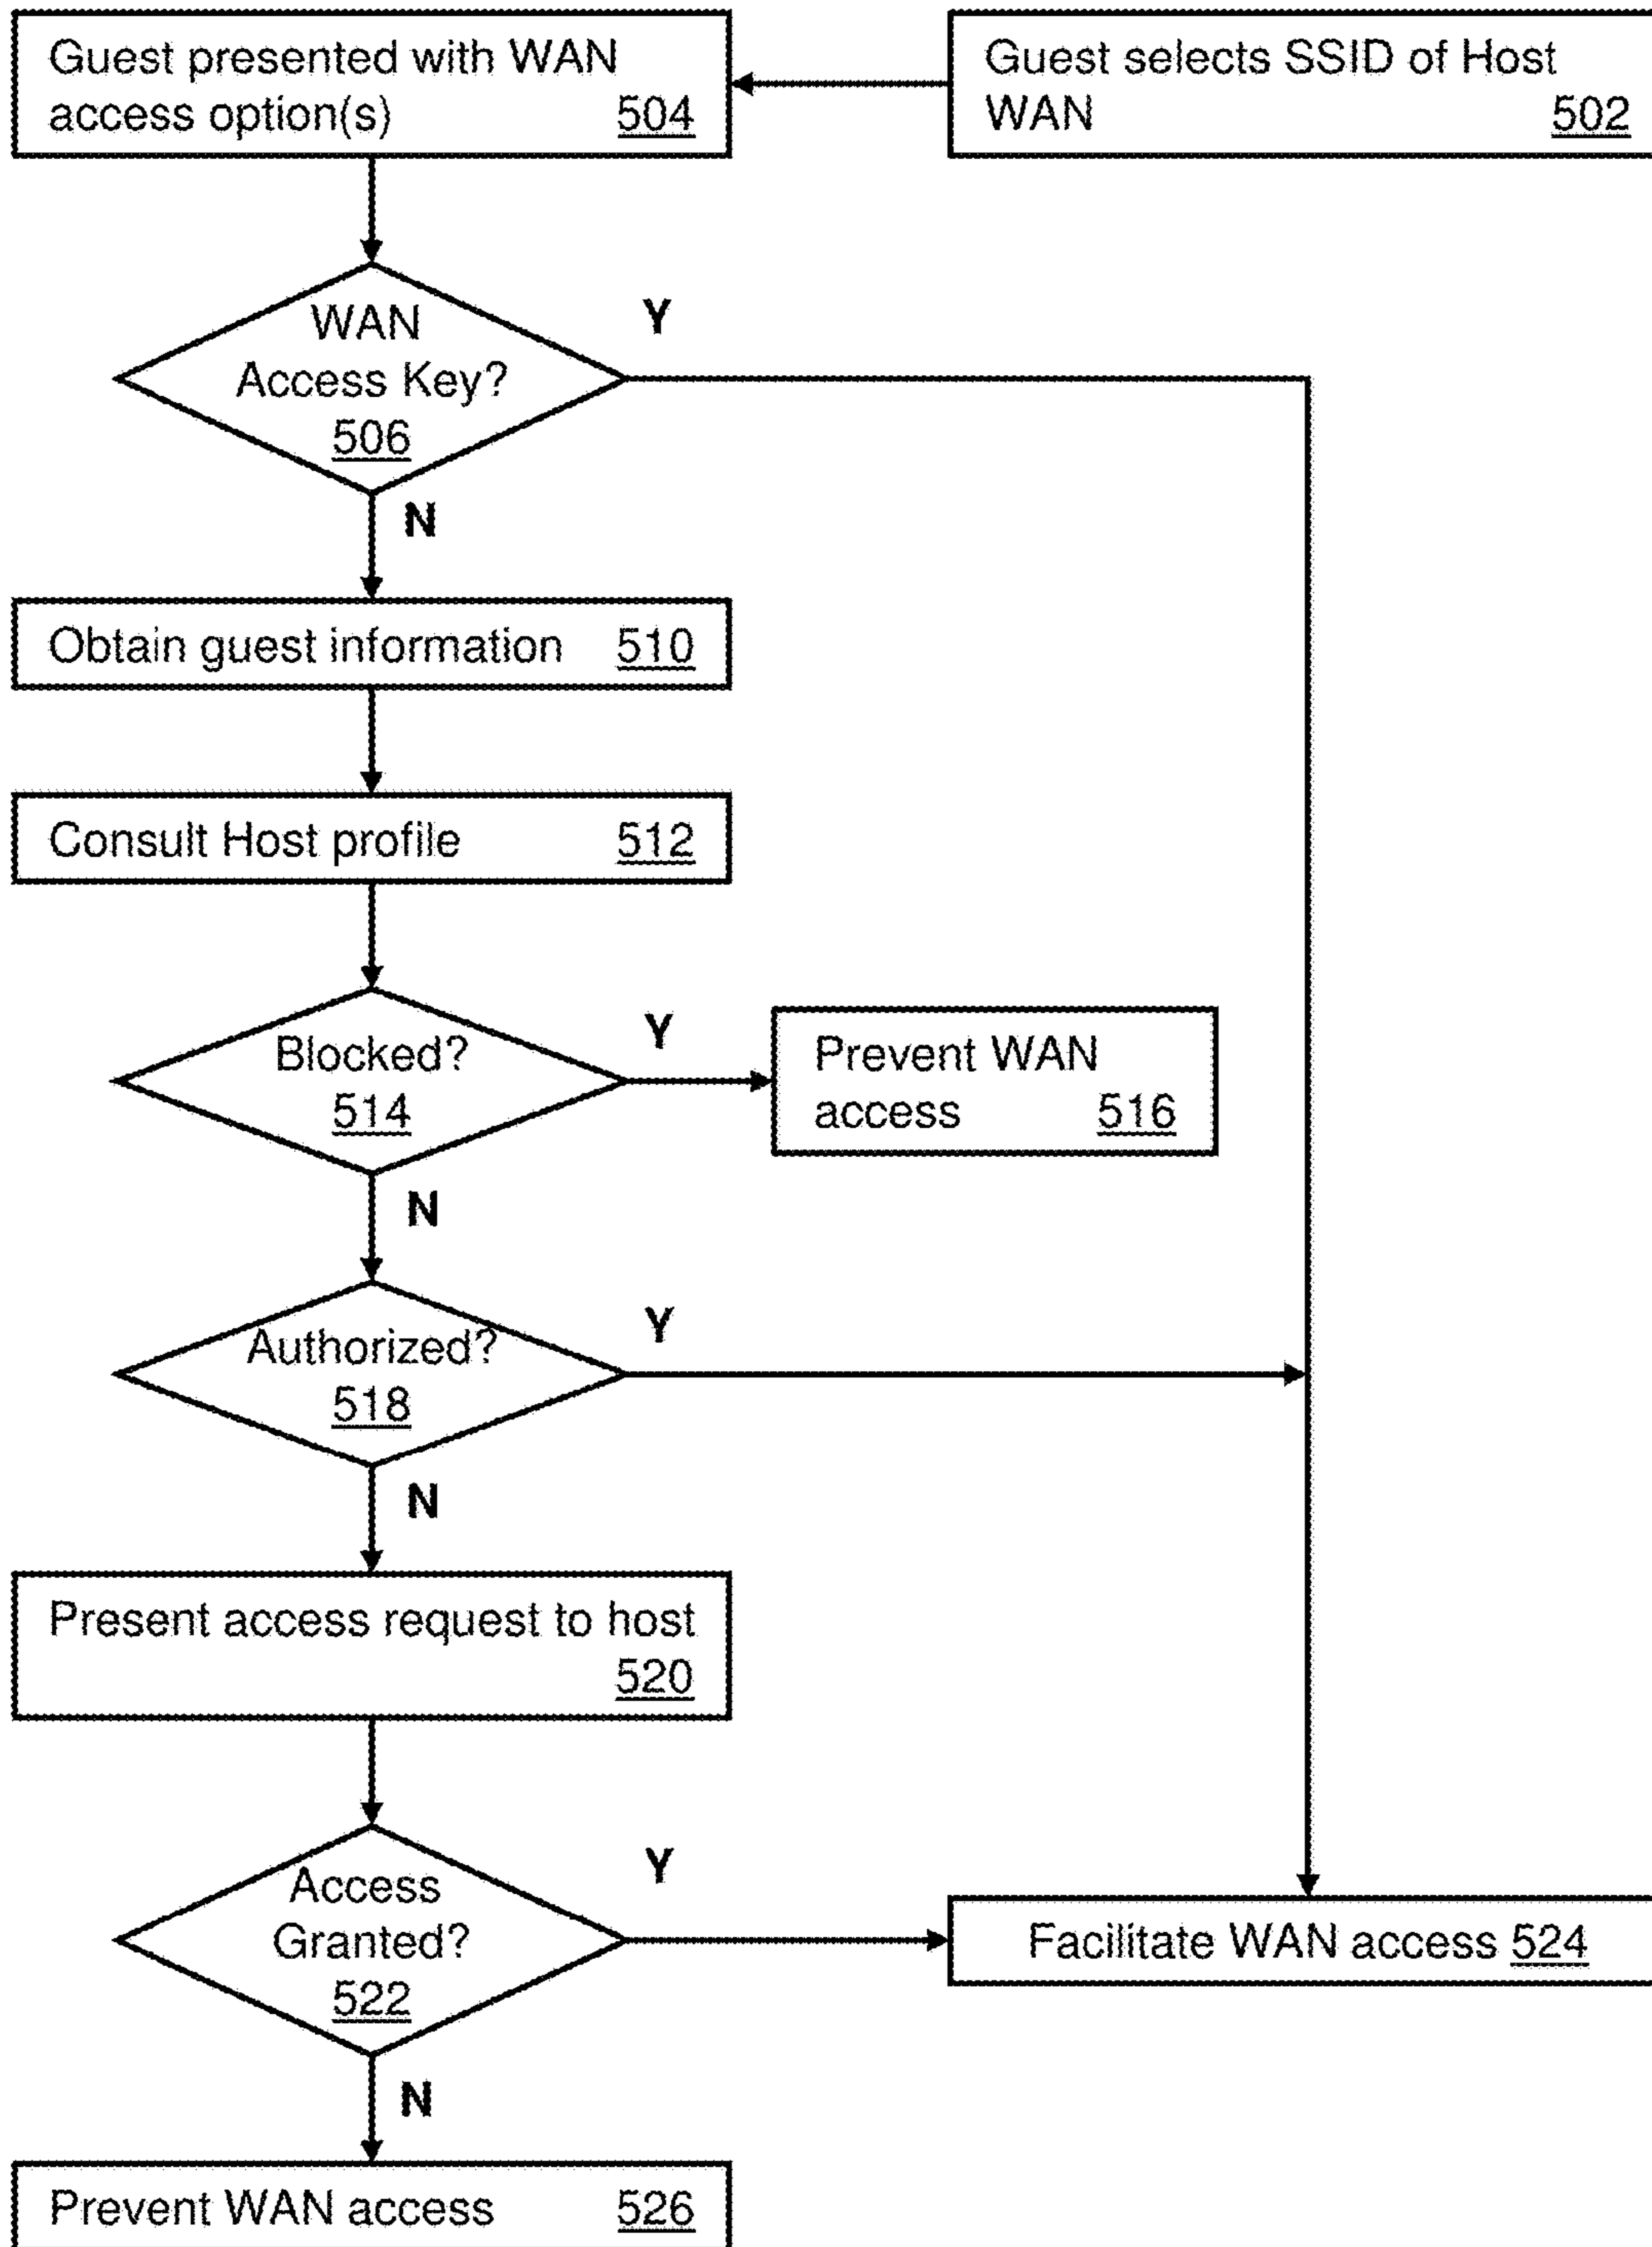 Guest selects SSID of Host
WAN 502
Guest presented with WAN
access option(s) 504
WAN
Access Key?
506
Y
N
Obtain guest information 510
Consult Host profile 512
Blocked?
514
Y
Prevent WAN
access 516
N
Authorized?
518
Y
N
Present access request to host
520
Access
Granted?
522
Y
Facilitate WAN access 524
N
Prevent WAN access 526